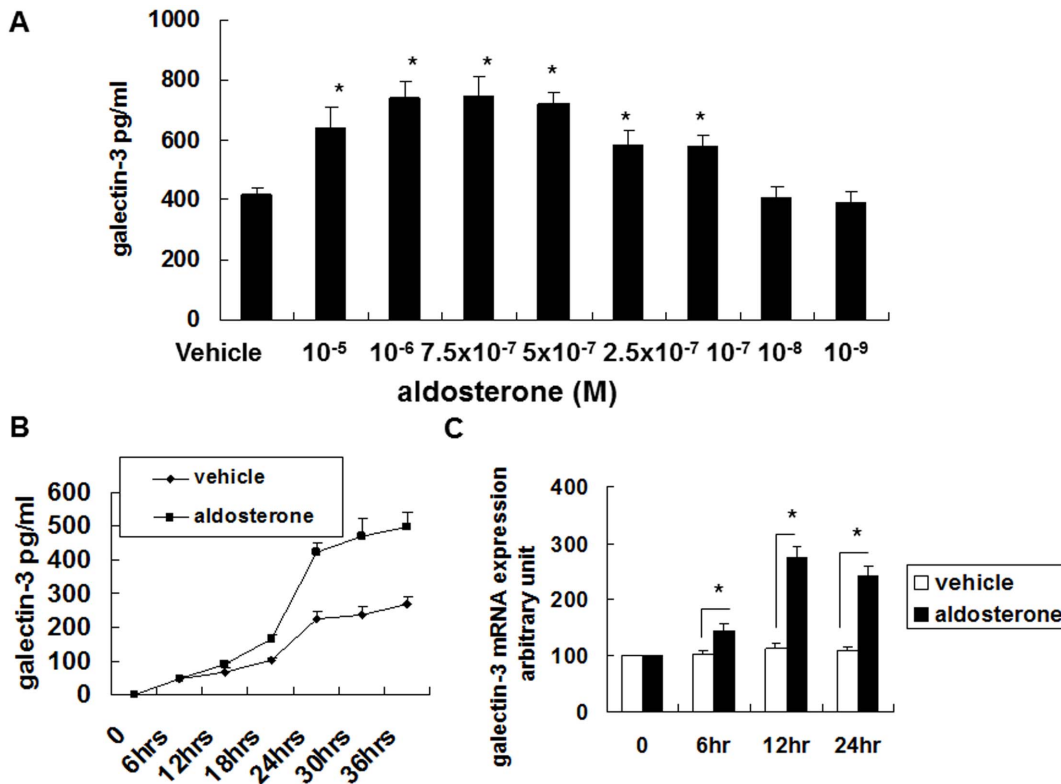 A
1000
800
600
400
200
0
galectin-3 pg/ml
* * * * * *
Vehicle 10⁻⁵ 10⁻⁶ 7.5x10⁻⁷ 5x10⁻⁷ 2.5x10⁻⁷ 10⁻⁷ 10⁻⁸ 10⁻⁹
aldosterone (M)
B
vehicle
aldosterone
600
500
400
300
200
100
0
galectin-3 pg/ml
0 6hrs 12hrs 18hrs 24hrs 30hrs 36hrs
C
galectin-3 mRNA expression
arbitrary unit
400
300
200
100
0
* * *
0 6hr 12hr 24hr
vehicle
aldosterone